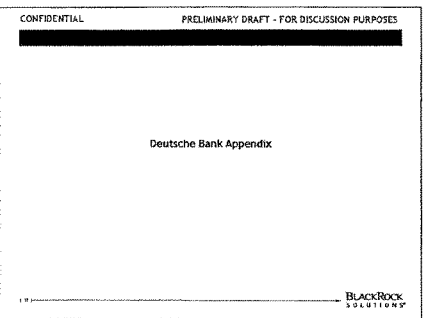 CONFIDENTIAL PRELIMINARY DRAFT - FOR DISCUSSION PURPOSES
Deutsche Bank Appendix
BLACKROCK
SOLUTIONS®